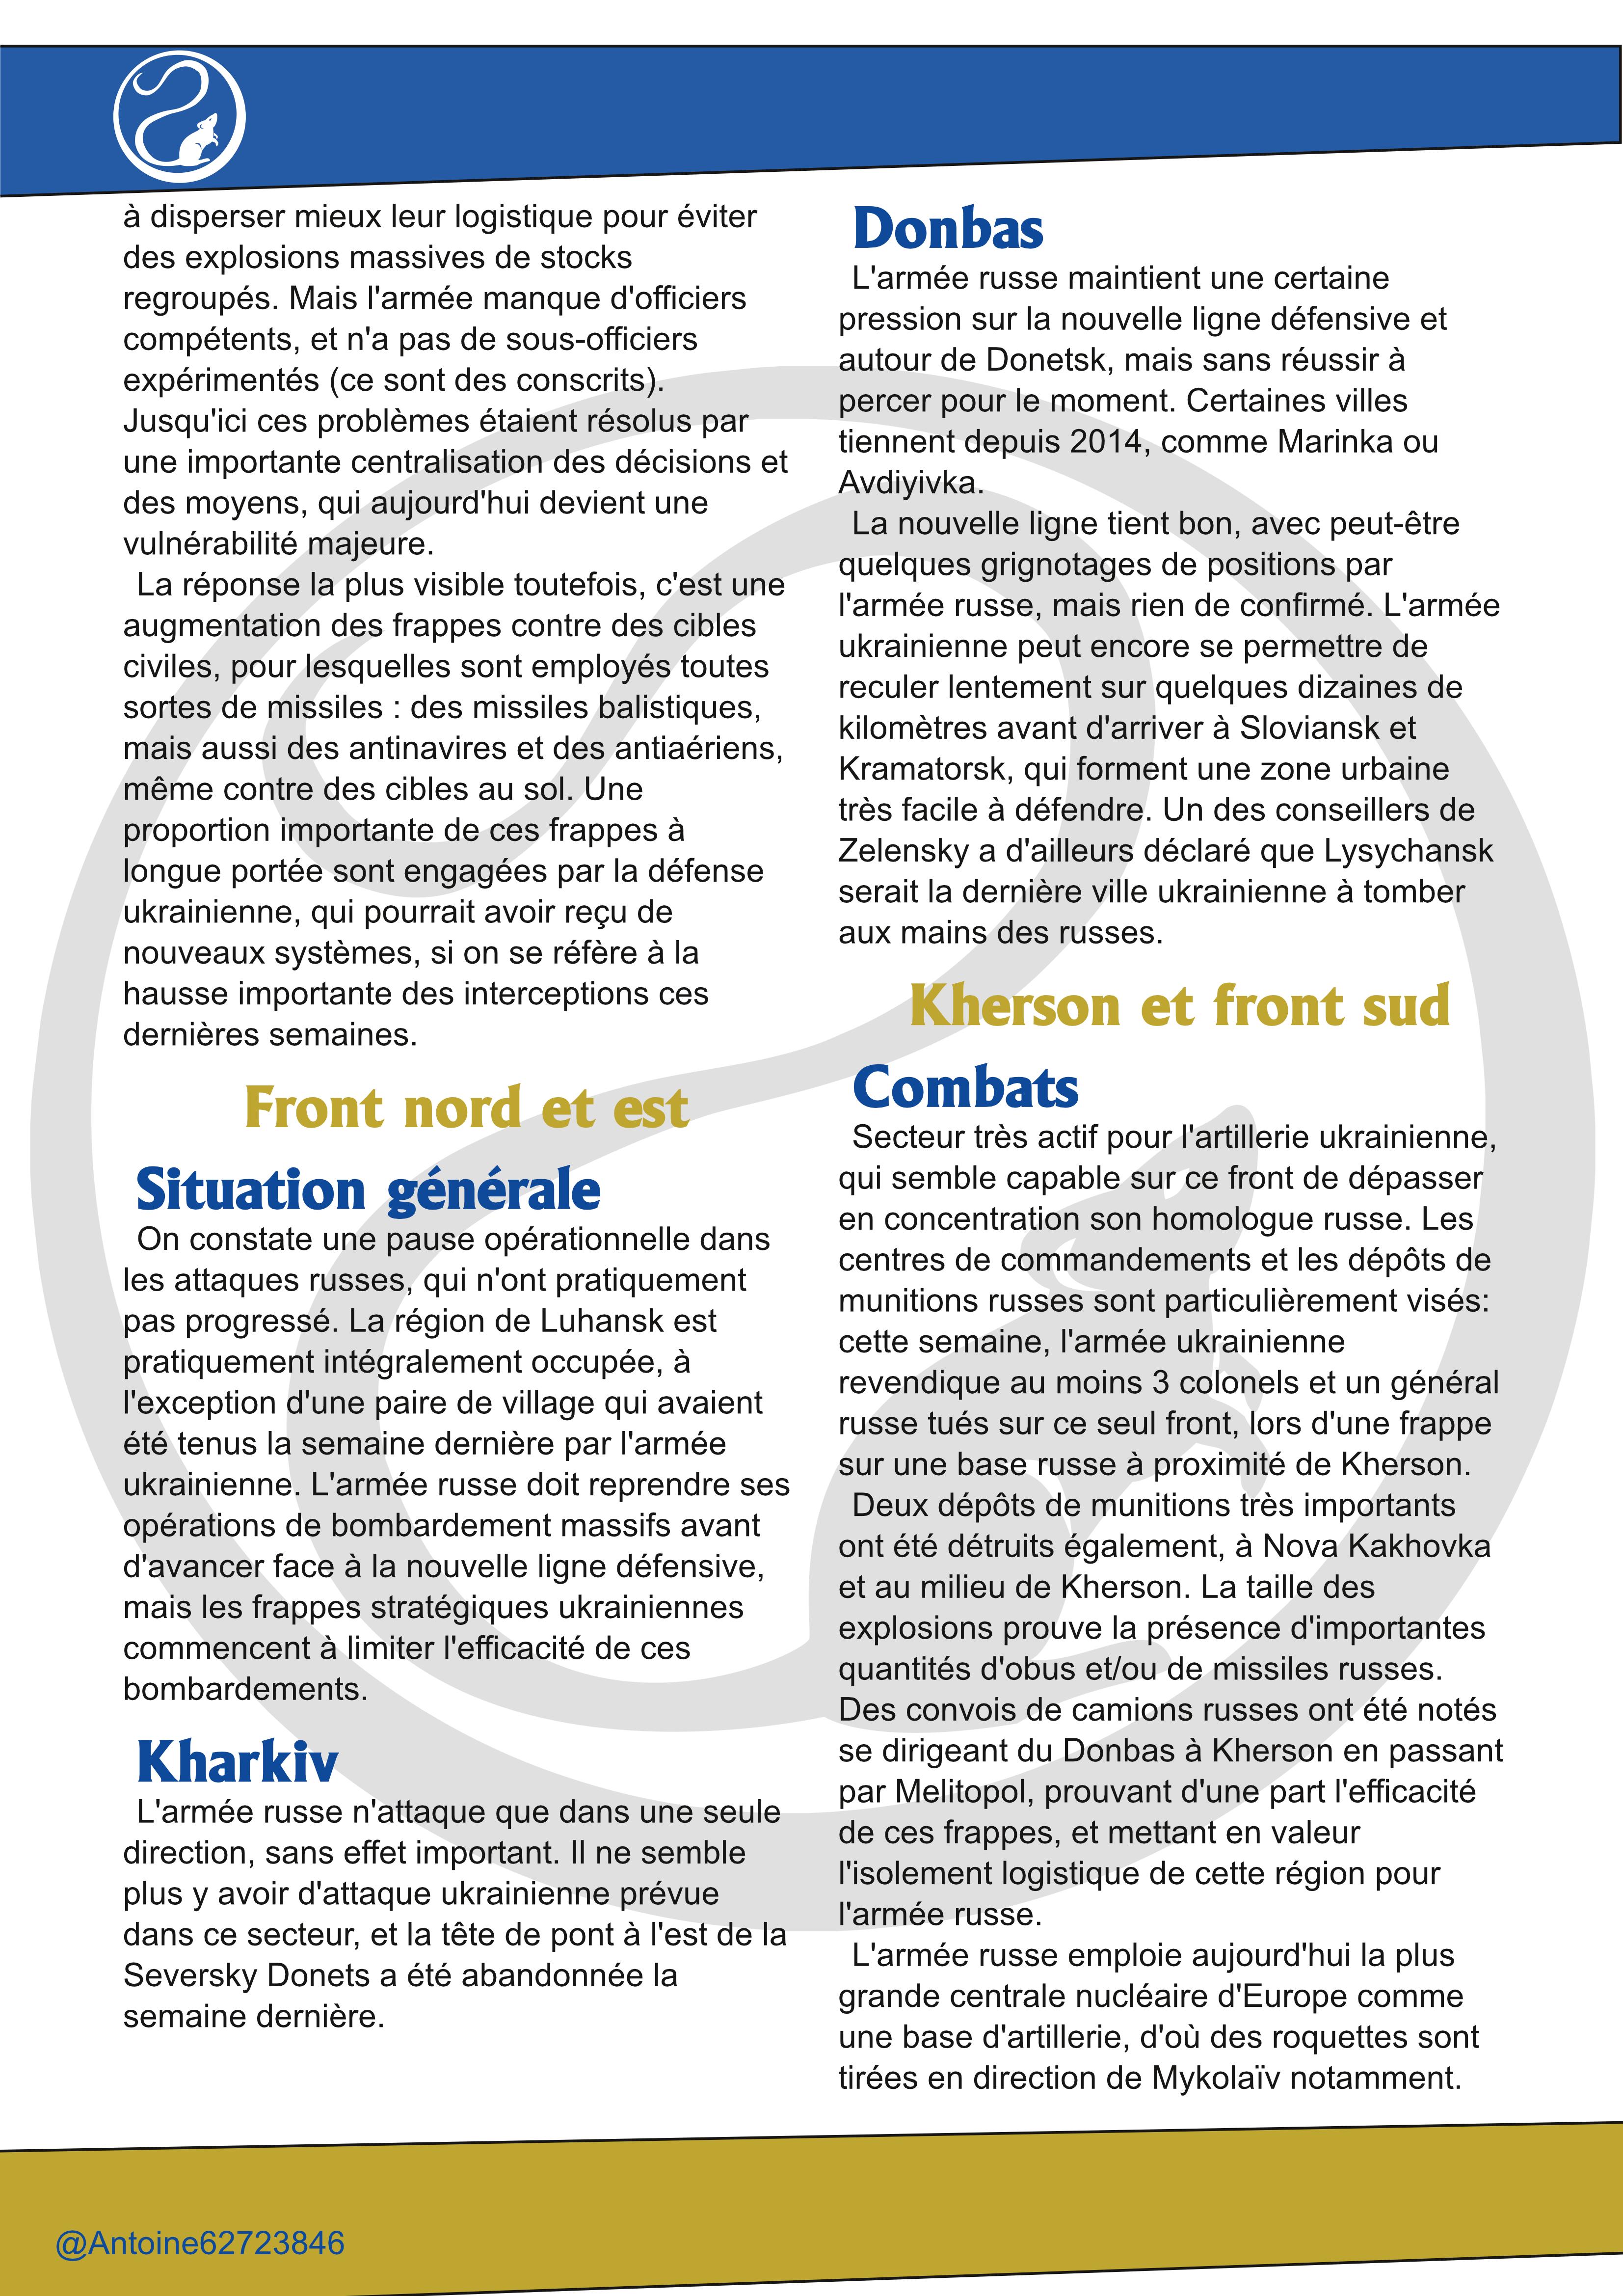 à disperser mieux leur logistique pour éviter
des explosions massives de stocks
regroupés. Mais l'armée manque d'officiers
compétents, et n'a pas de sous-officiers
expérimentés (ce sont des conscrits).
Jusqu'ici ces problèmes étaient résolus par
une importante centralisation des décisions et
des moyens, qui aujourd'hui devient une
vulnérabilité majeure.
La réponse la plus visible toutefois, c'est une
augmentation des frappes contre des cibles
civiles, pour lesquelles sont employés toutes
sortes de missiles : des missiles balistiques,
mais aussi des antinavires et des antiaériens,
même contre des cibles au sol. Une
proportion importante de ces frappes à
longue portée sont engagées par la défense
ukrainienne, qui pourrait avoir reçu de
nouveaux systèmes, si on se réfère à la
hausse importante des interceptions ces
dernières semaines.
Front nord et est
Situation générale
On constate une pause opérationnelle dans
les attaques russes, qui n'ont pratiquement
pas progressé. La région de Luhansk est
pratiquement intégralement occupée, à
l'exception d'une paire de village qui avaient
été tenus la semaine dernière par l'armée
ukrainienne. L'armée russe doit reprendre ses
opérations de bombardement massifs avant
d'avancer face à la nouvelle ligne défensive,
mais les frappes stratégiques ukrainiennes
commencent à limiter l'efficacité de ces
bombardements.
Kharkiv
L'armée russe n'attaque que dans une seule
direction, sans effet important. Il ne semble
plus y avoir d'attaque ukrainienne prévue
dans ce secteur, et la tête de pont à l'est de la
Seversky Donets a été abandonnée la
semaine dernière.
Donbas
L'armée russe maintient une certaine
pression sur la nouvelle ligne défensive et
autour de Donetsk, mais sans réussir à
percer pour le moment. Certaines villes
tiennent depuis 2014, comme Marinka ou
Avdiyivka.
La nouvelle ligne tient bon, avec peut-être
quelques grignotages de positions par
l'armée russe, mais rien de confirmé. L'armée
ukrainienne peut encore se permettre de
reculer lentement sur quelques dizaines de
kilomètres avant d'arriver à Sloviansk et
Kramatorsk, qui forment une zone urbaine
très facile à défendre. Un des conseillers de
Zelensky a d'ailleurs déclaré que Lysychansk
serait la dernière ville ukrainienne à tomber
aux mains des russes.
Kherson et front sud
Combats
Secteur très actif pour l'artillerie ukrainienne,
qui semble capable sur ce front de dépasser
en concentration son homologue russe. Les
centres de commandements et les dépôts de
munitions russes sont particulièrement visés:
cette semaine, l'armée ukrainienne
revendique au moins 3 colonels et un général
russe tués sur ce seul front, lors d'une frappe
sur une base russe à proximité de Kherson.
Deux dépôts de munitions très importants
ont été détruits également, à Nova Kakhovka
et au milieu de Kherson. La taille des
explosions prouve la présence d'importantes
quantités d'obus et/ou de missiles russes.
Des convois de camions russes ont été notés
se dirigeant du Donbas à Kherson en passant
par Melitopol, prouvant d'une part l'efficacité
de ces frappes, et mettant en valeur
l'isolement logistique de cette région pour
l'armée russe.
L'armée russe emploie aujourd'hui la plus
grande centrale nucléaire d'Europe comme
une base d'artillerie, d'où des roquettes sont
tirées en direction de Mykolaïv notamment.
@Antoine62723846